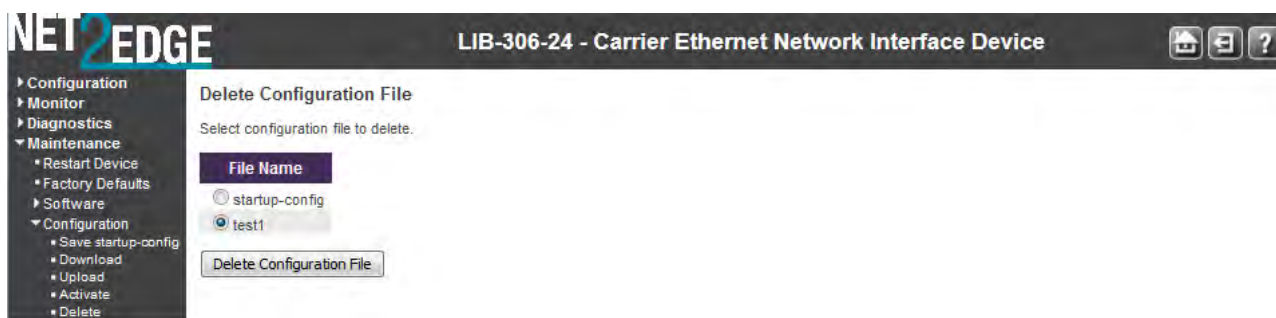 NET2EDGE
LIB-306-24 - Carrier Ethernet Network Interface Device
?
Configuration
Monitor
Diagnostics
Maintenance
Restart Device
Factory Defaults
Software
Configuration
Save startup-config
Download
Upload
Activate
Delete
Delete Configuration File
Select configuration file to delete.
File Name
startup-config
test1
Delete Configuration File